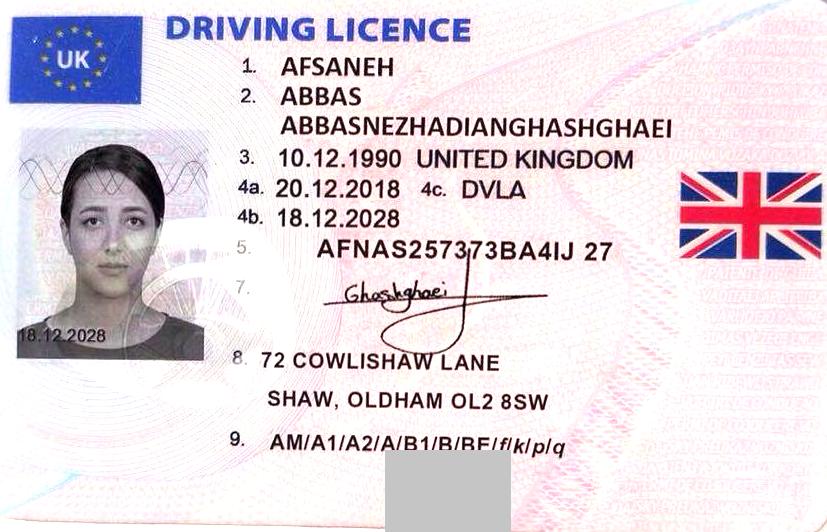 UK
DRIVING LICENCE
1. AFSANEH
2. ABBAS
ABBASNEZHADIANGHASHGHAEI
3. 10.12.1990 UNITED KINGDOM
4a. 20.12.2018 4c. DVLA
4b. 18.12.2028
5. AFNAS257373BA4IJ 27
7. Ghashghaei
18.12.2028
8. 72 COWLISHAW LANE
SHAW, OLDHAM OL2 8SW
9. AM/A1/A2/A/B1/B/BE/f/k/p/q